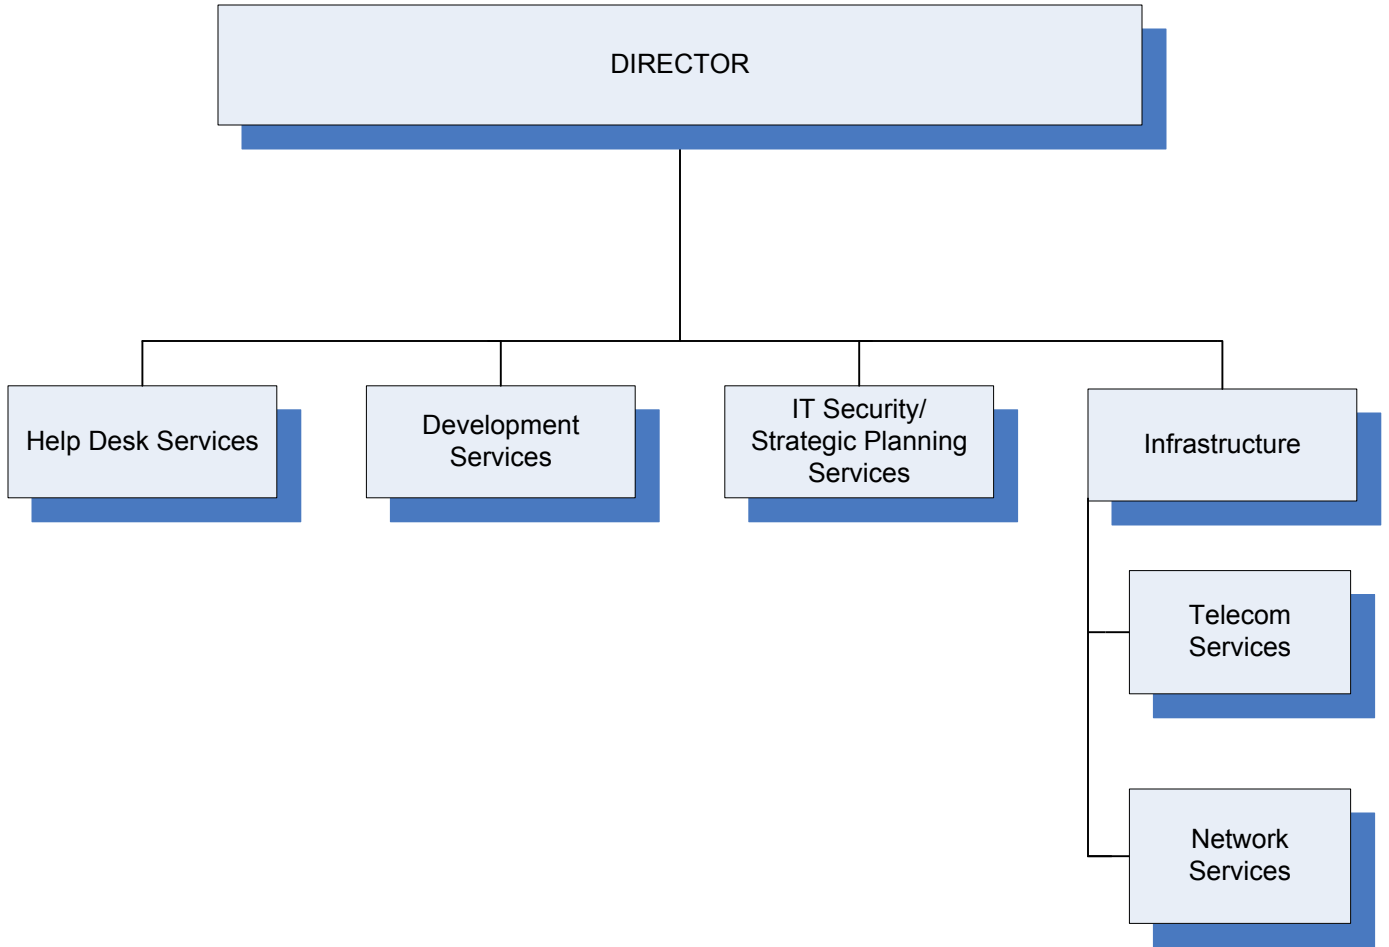 DIRECTOR
Help Desk Services
Development
Services
IT Security/
Strategic Planning
Services
Infrastructure
Telecom
Services
Network
Services